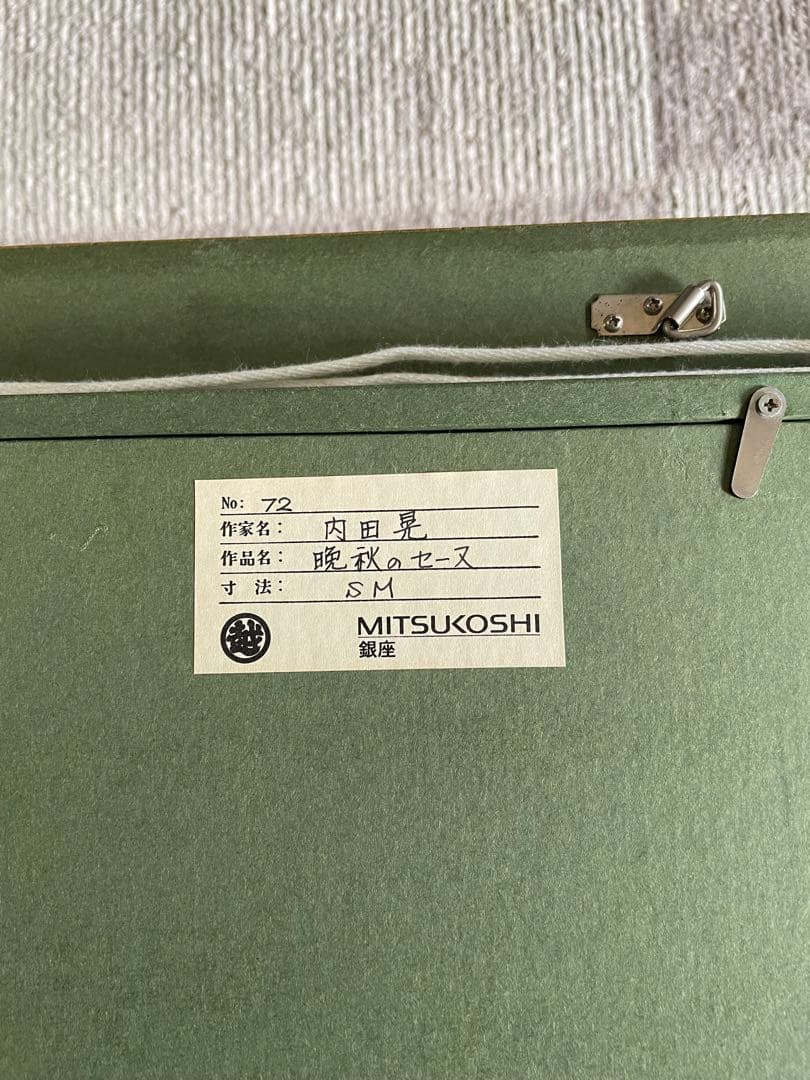 No: 72
作家名: 内田晃
作品名: 晩秋のセーヌ
寸 法: SM
越 MITSUKOSHI
銀座